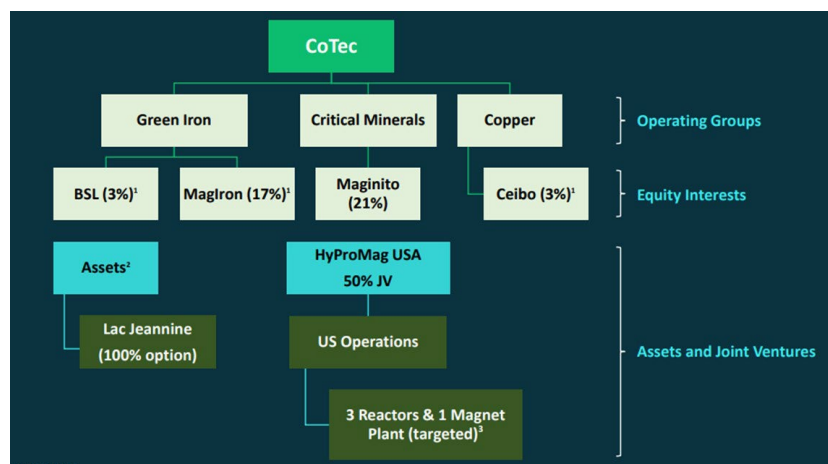 CoTec
Green Iron
Critical Minerals
Copper
Operating Groups
BSL (3%)¹
MagIron (17%)¹
Maginito
(21%)
Ceibo (3%)¹
Equity Interests
Assets²
HyProMag USA
50% JV
Lac Jeannine
(100% option)
US Operations
Assets and Joint Ventures
3 Reactors & 1 Magnet
Plant (targeted)³